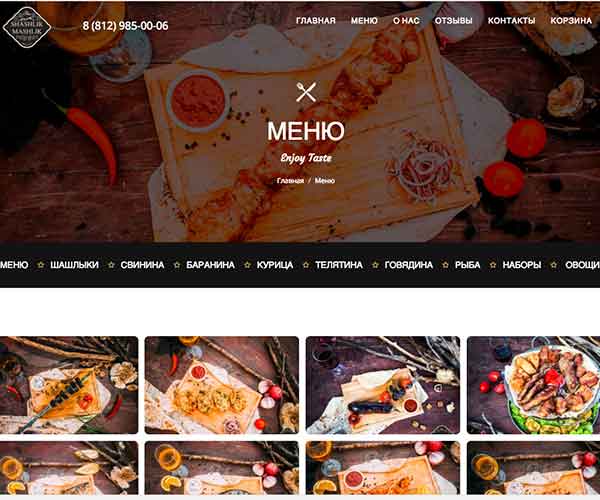 SHASHLIK
MASHLIK
8 (812) 985-00-06
ГЛАВНАЯ МЕНЮ О НАС ОТЗЫВЫ КОНТАКТЫ КОРЗИНА
МЕНЮ
Enjoy Taste
Главная / Меню
МЕНЮ ☆ ШАШЛЫКИ ☆ СВИНИНА ☆ БАРАНИНА ☆ КУРИЦА ☆ ТЕЛЯТИНА ☆ ГОВЯДИНА ☆ РЫБА ☆ НАБОРЫ ☆ ОВОЩИ